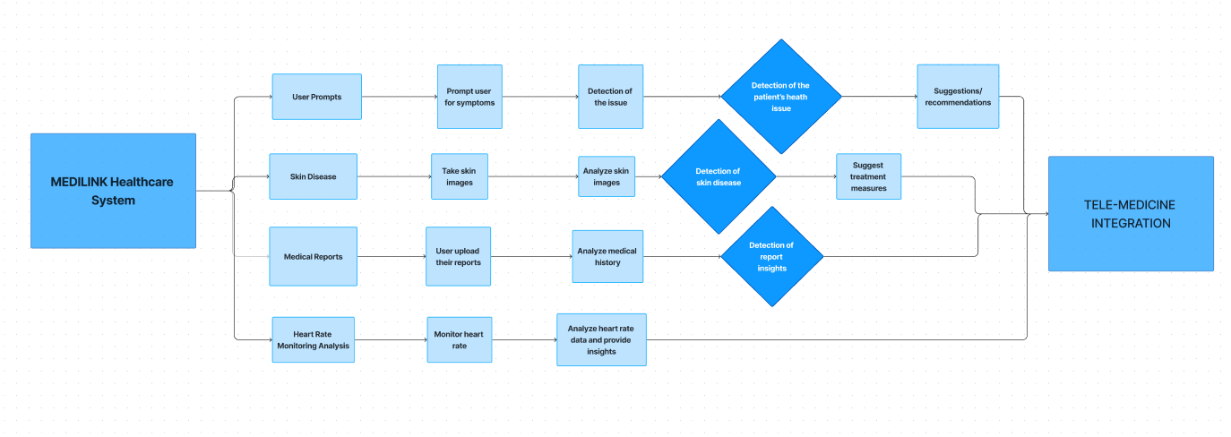 MEDILINK Healthcare
System
User Prompts
Prompt user
for symptoms
Detection of
the issue
Detection of the
patient's heath
issue
Suggestions/
recommendations
Skin Disease
Take skin
images
Analyze skin
images
Detection of
skin disease
Suggest
treatment
measures
Medical Reports
User upload
their reports
Analyze medical
history
Detection of
report
insights
Heart Rate
Monitoring Analysis
Monitor heart
rate
Analyze heart rate
data and provide
insights
TELE-MEDICINE
INTEGRATION